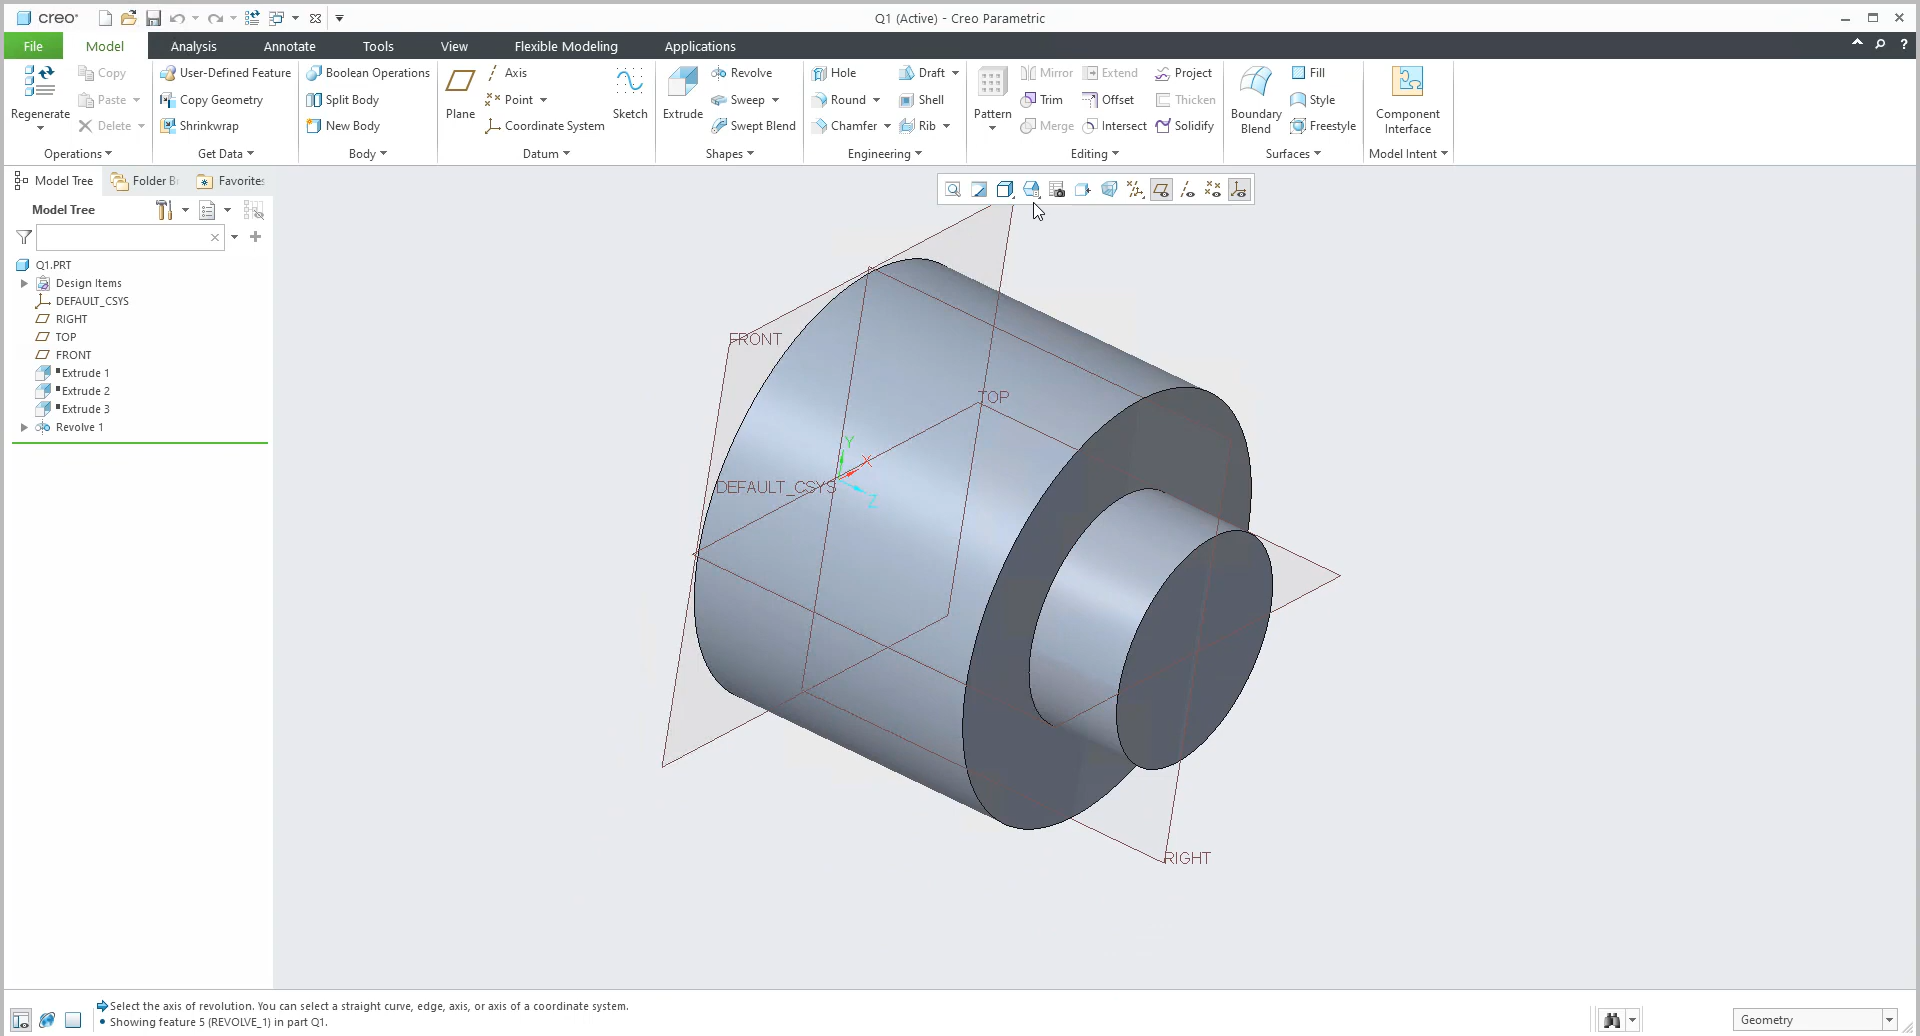 creo
Q1 (Active) - Creo Parametric
File Model Analysis Annotate Tools View Flexible Modeling Applications
Regenerate
Copy
Paste
Delete
Operations
User-Defined Feature
Copy Geometry
Shrinkwrap
Get Data
Boolean Operations
Split Body
New Body
Body
Plane
Axis
Point
Coordinate System
Sketch
Datum
Extrude
Revolve
Sweep
Swept Blend
Shapes
Hole
Round
Chamfer
Draft
Shell
Rib
Engineering
Pattern
Mirror
Trim
Merge
Extend
Offset
Intersect
Project
Thicken
Solidify
Editing
Boundary
Blend
Fill
Style
Freestyle
Surfaces
Component
Interface
Model Intent
Model Tree Folder B Favorites
Model Tree
Q1.PRT
Design Items
DEFAULT_CSYS
RIGHT
TOP
FRONT
Extrude 1
Extrude 2
Extrude 3
Revolve 1
FRONT
TOP
Y
X
DEFAULT_CSYS
Z
RIGHT
Select the axis of revolution. You can select a straight curve, edge, axis, or axis of a coordinate system.
• Showing feature 5 (REVOLVE_1) in part Q1.
Geometry